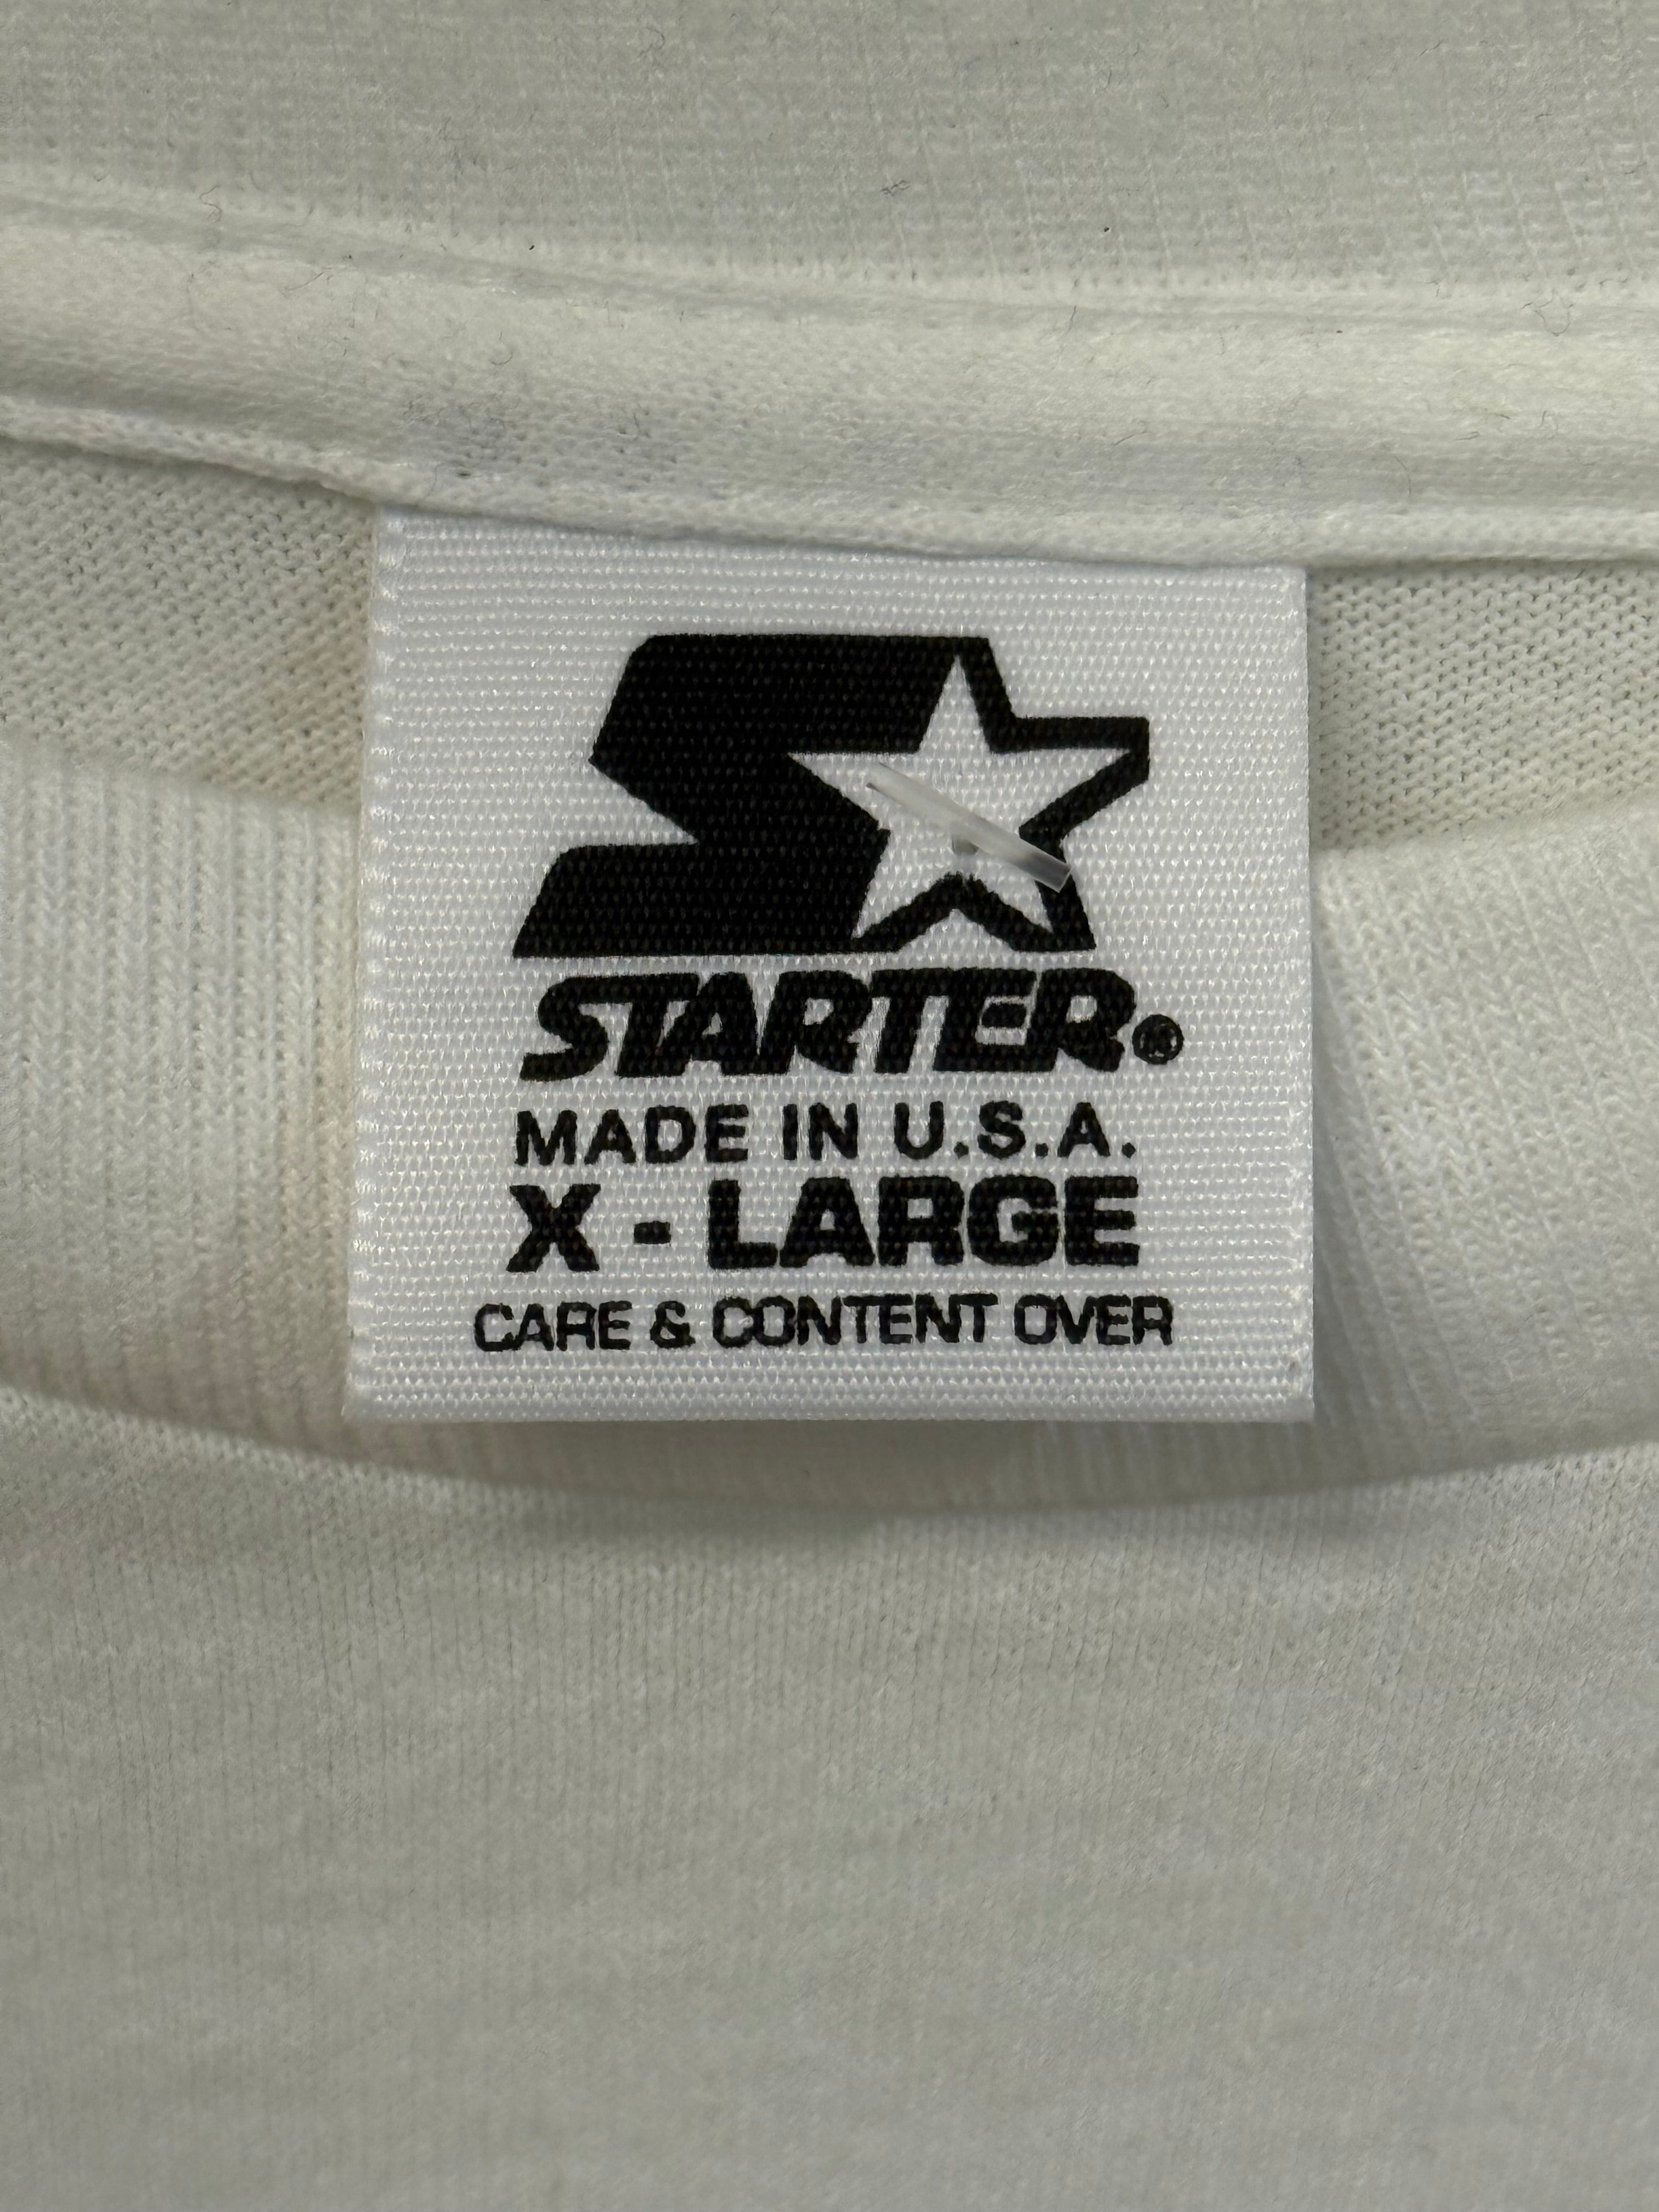 STARTER®
MADE IN U.S.A.
X - LARGE
CARE & CONTENT OVER